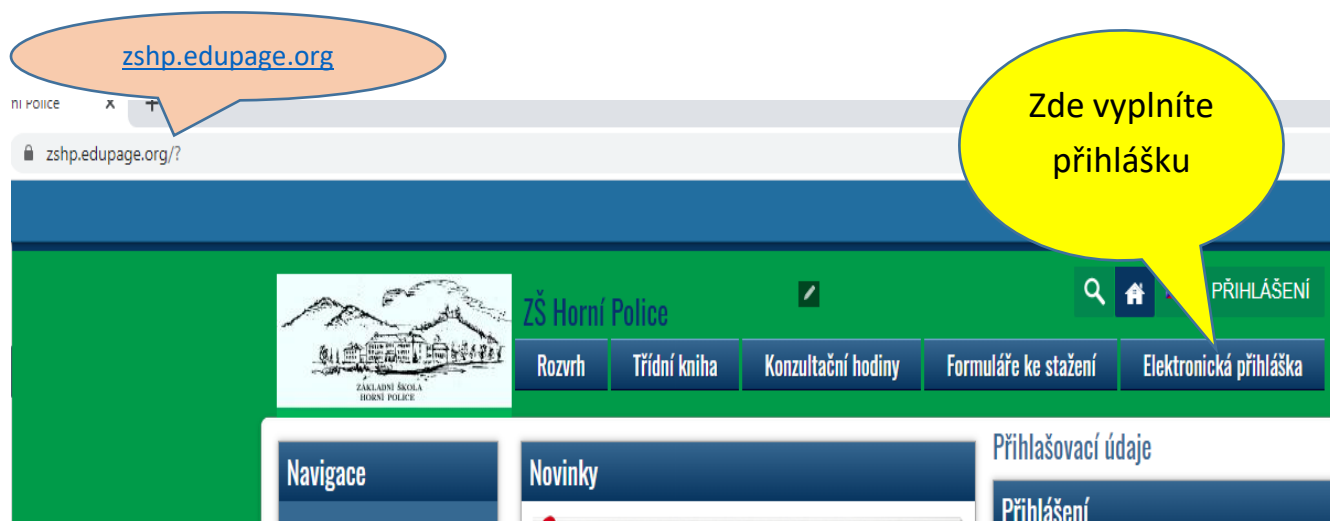 zshp.edupage.org
Zde vyplníte
přihlášku
ní Police x +
zshp.edupage.org/?
PŘIHLÁŠENÍ
ZŠ Horní Police
Rozvrh Třídní kniha Konzultační hodiny Formuláře ke stažení Elektronická přihláška
ZÁKLADNÍ ŠKOLA
HORNÍ POLICE
Přihlašovací údaje
Navigace
Novinky
Přihlášení